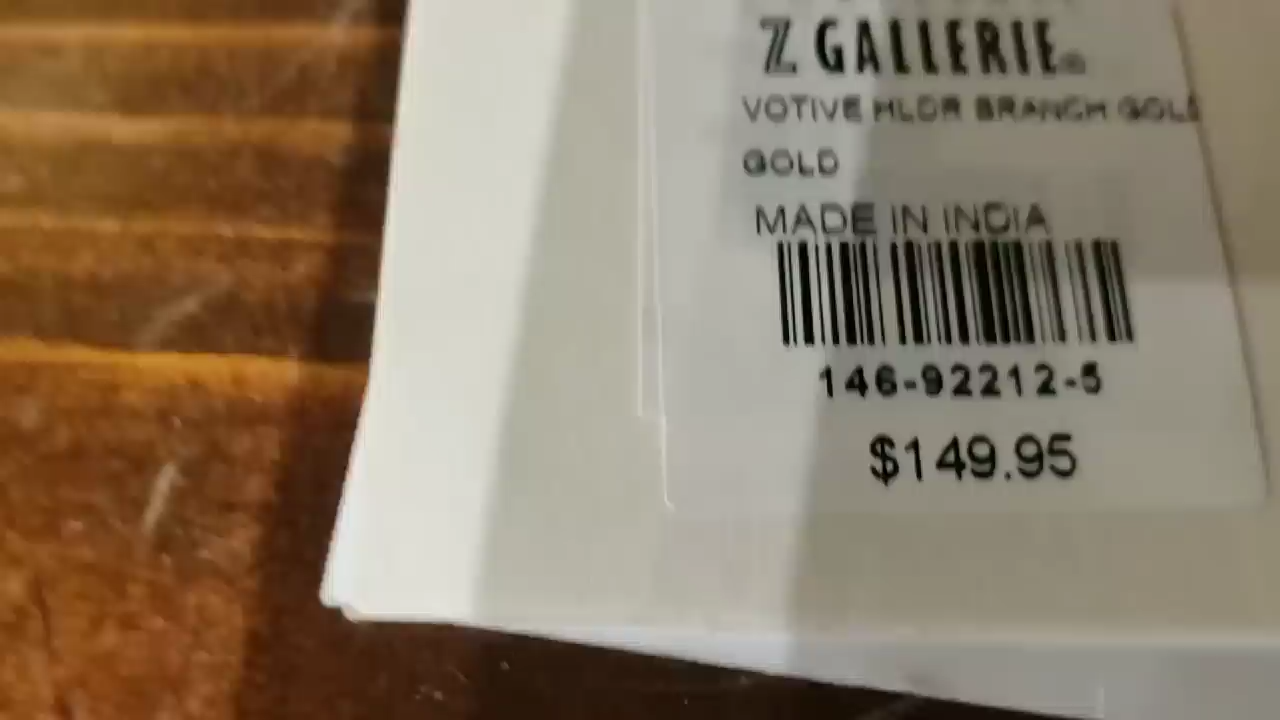 Z GALLERIE®
VOTIVE HLDR BRANCH GOLD
GOLD
MADE IN INDIA
146-92212-5
$149.95